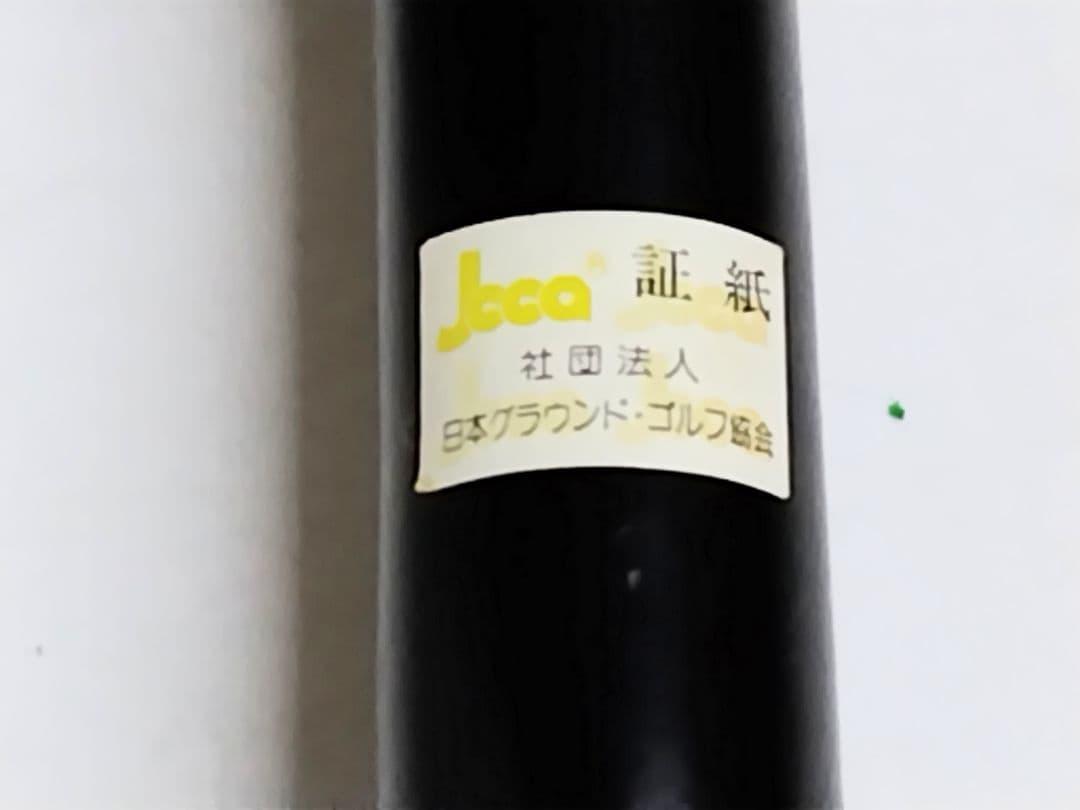 Jgga® 証紙
社団法人
日本グラウンド・ゴルフ協会